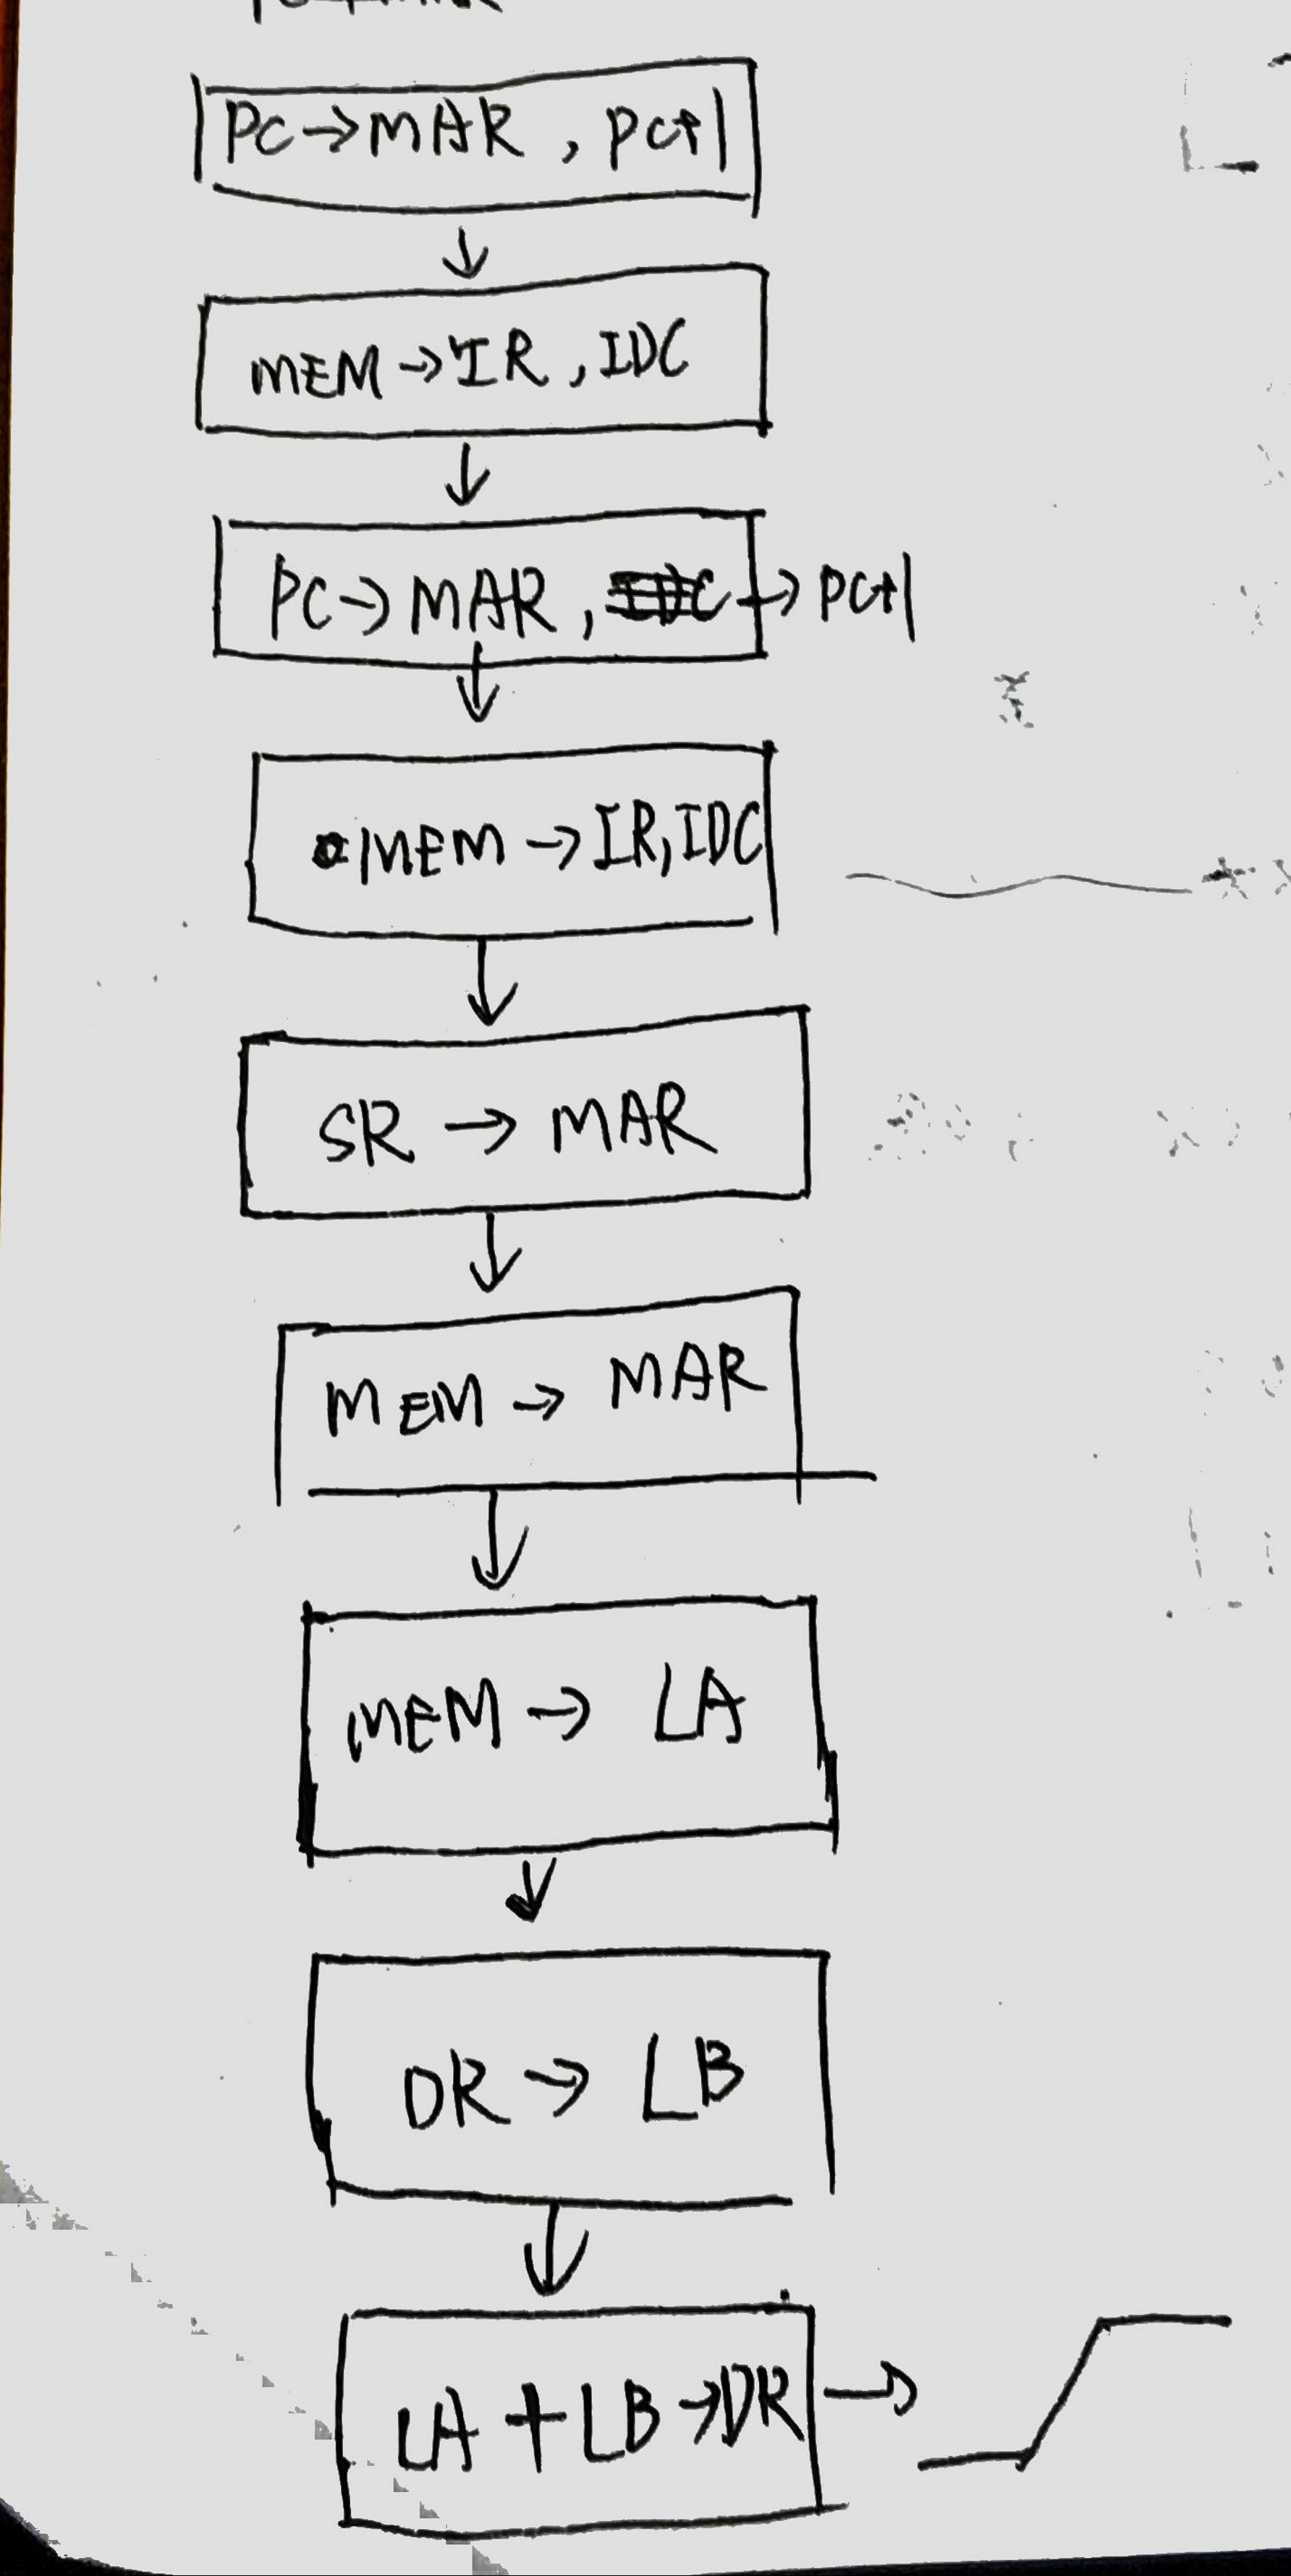 PC→MAR, PC+1
↓
MEM→IR, IDC
↓
PC→MAR, → PC+1
↓
MEM→IR, IDC
↓
SR → MAR
↓
MEM → MAR
↓
MEM → LA
↓
DR → LB
↓
LA + LB →DR →